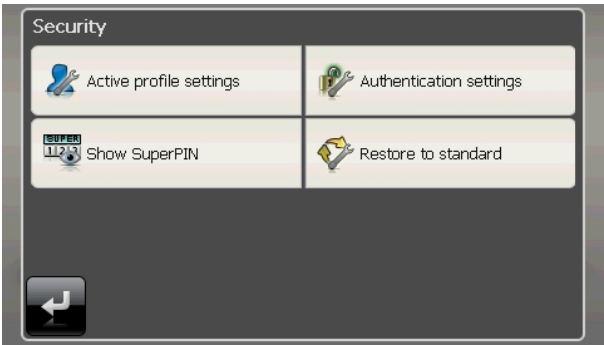 Security
Active profile settings
Authentication settings
SUPER
123
Show SuperPIN
Restore to standard